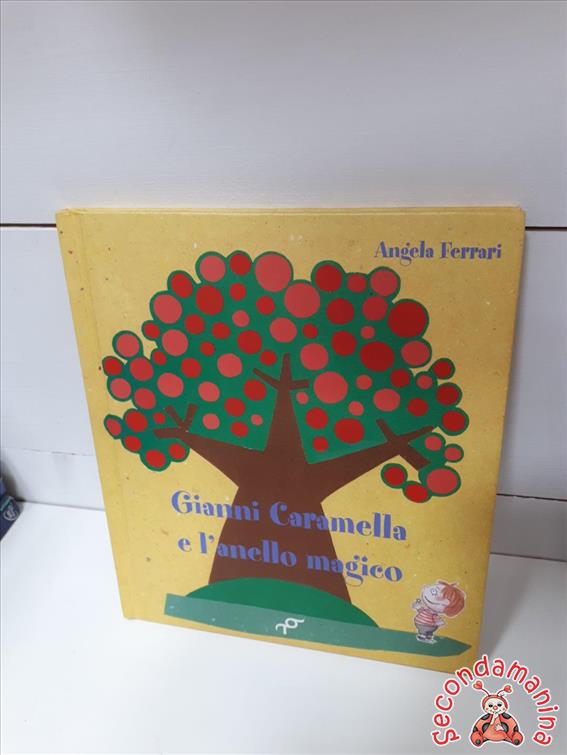 Angela Ferrari
Gianni Caramella
e l'anello magico
Secondamanina